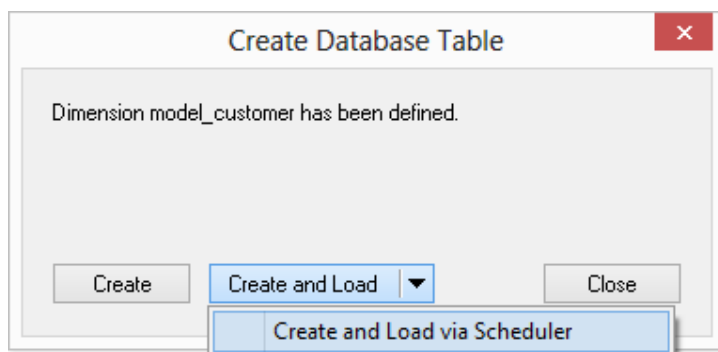 Create Database Table
Dimension model_customer has been defined.
Create
Create and Load
Close
Create and Load via Scheduler